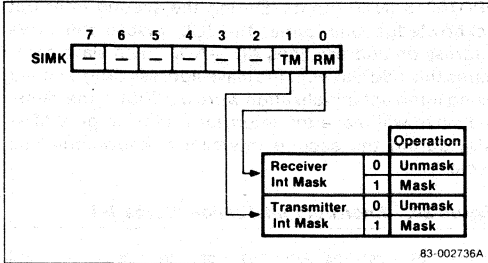 7 6 5 4 3 2 1 0
SIMK — — — — — — TM RM
Operation
Receiver Int Mask 0 Unmask
1 Mask
Transmitter Int Mask 0 Unmask
1 Mask
83-002736A